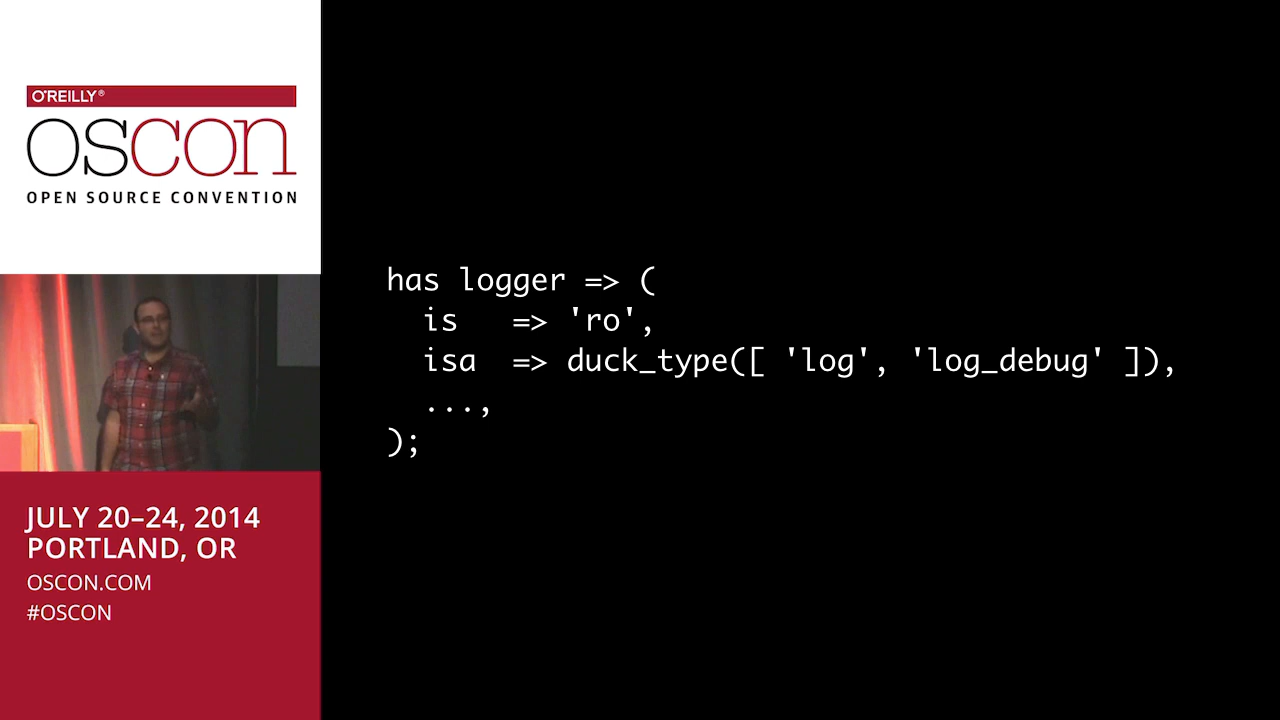 O'REILLY®
OSCON
OPEN SOURCE CONVENTION
JULY 20–24, 2014
PORTLAND, OR
OSCON.COM
#OSCON
has logger => (
  is   => 'ro',
  isa  => duck_type([ 'log', 'log_debug' ]),
  ...,
);